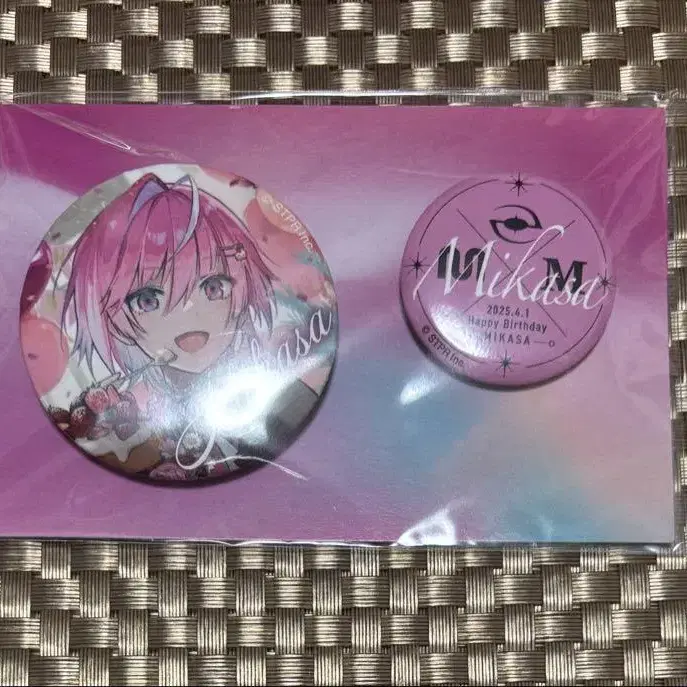 © STPR Inc.
Mikasa
M
Mikasa
2025.4.1
Happy Birthday
MIKASA
© STPR Inc.